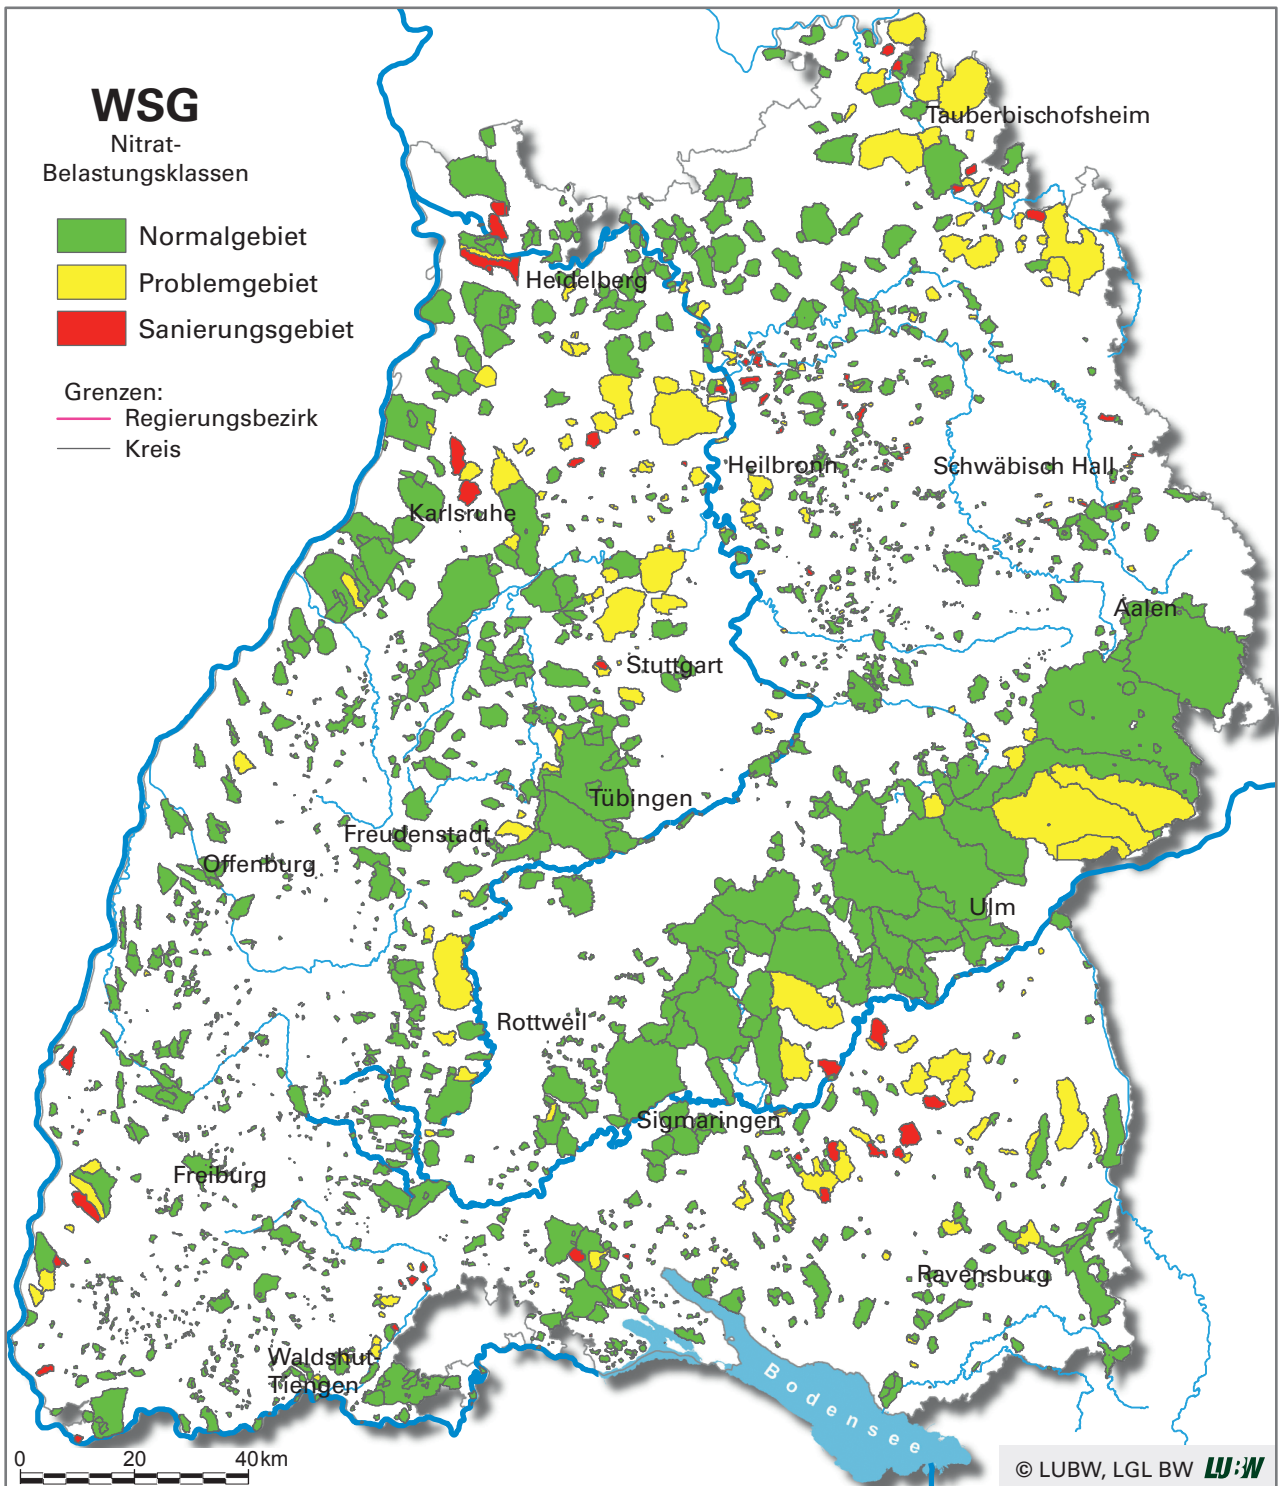 WSG
Nitrat-
Belastungsklassen
Normalgebiet
Problemgebiet
Sanierungsgebiet
Grenzen:
Regierungsbezirk
Kreis
Tauberbischofsheim
Heidelberg
Heilbronn
Schwäbisch Hall
Karlsruhe
Aalen
Stuttgart
Tübingen
Freudenstadt
Offenburg
Ulm
Rottweil
Sigmaringen
Freiburg
Ravensburg
Waldshut-
Tiengen
Bodensee
0 20 40 km
© LUBW, LGL BW LUBW